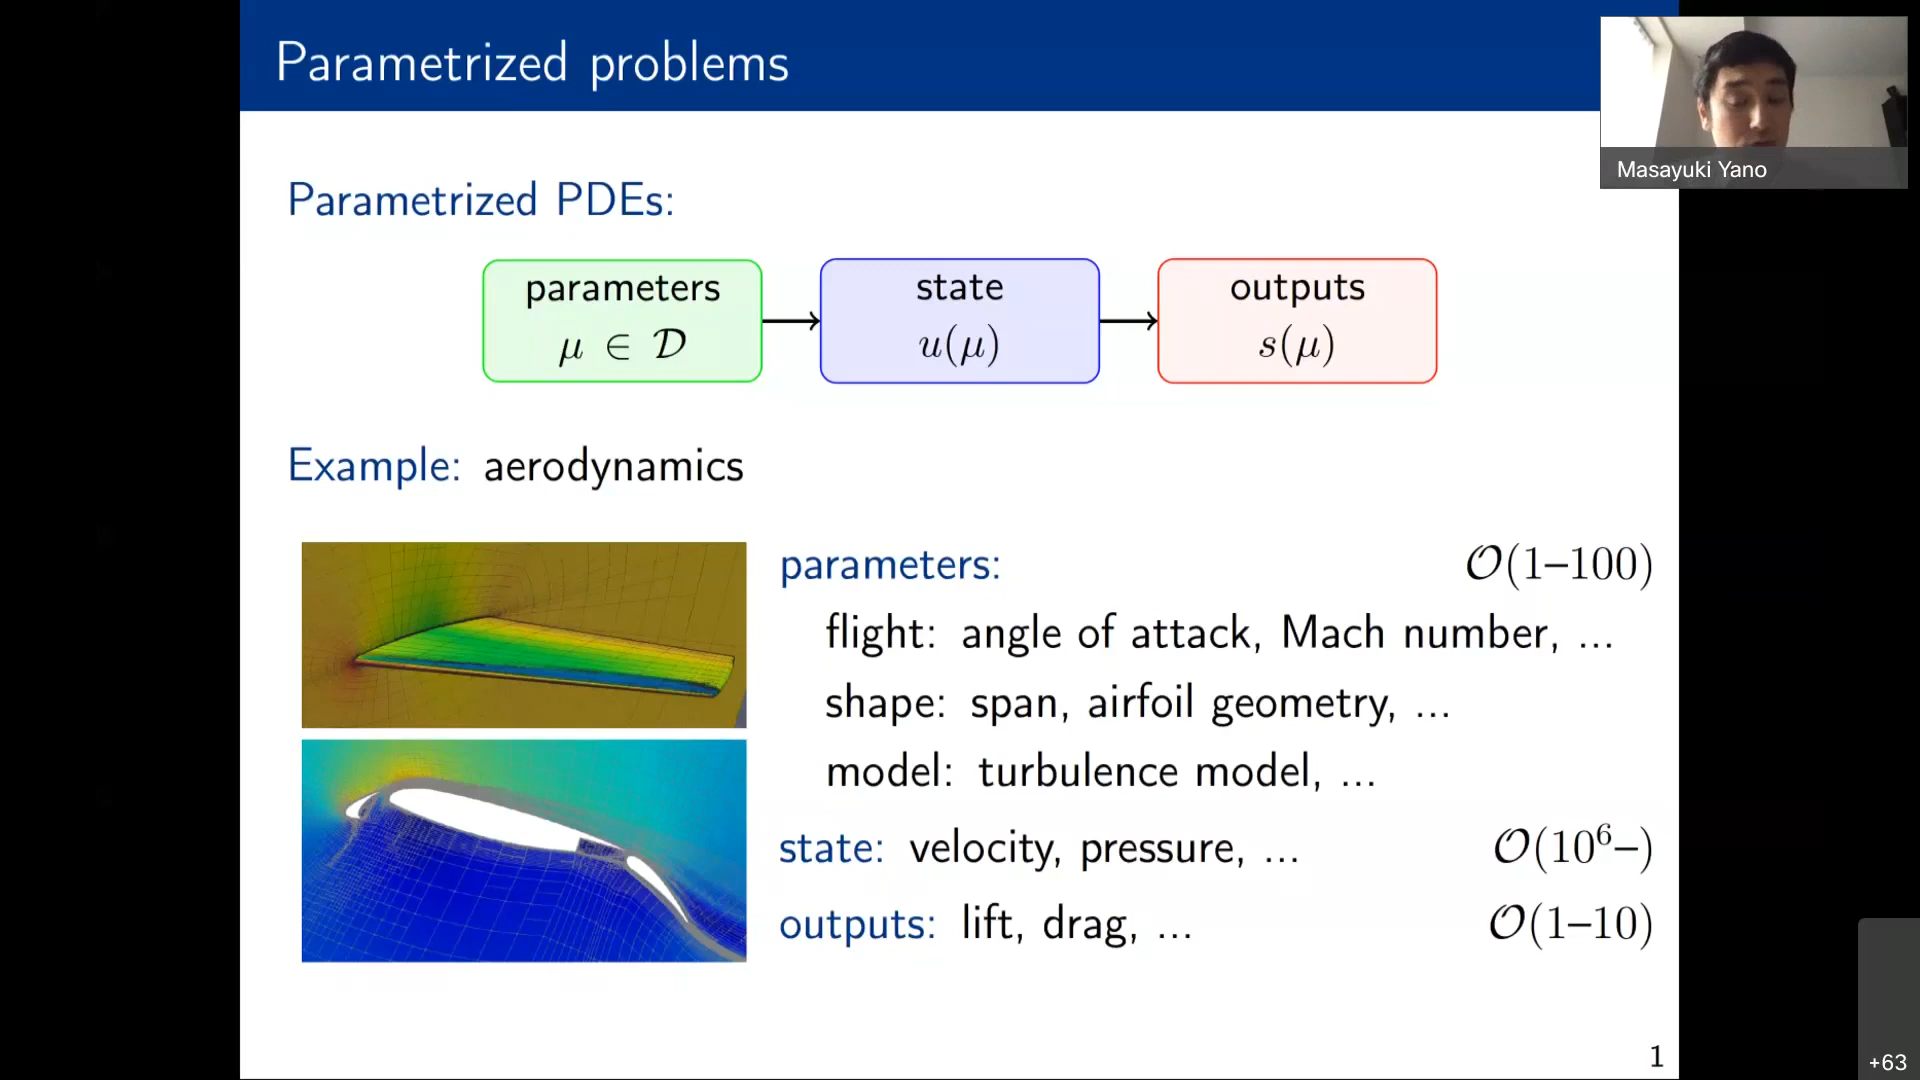 Parametrized problems
Masayuki Yano
Parametrized PDEs:
parameters
μ ∈ 𝒟
state
u(μ)
outputs
s(μ)
Example: aerodynamics
parameters: 𝒪(1–100)
flight: angle of attack, Mach number, ...
shape: span, airfoil geometry, ...
model: turbulence model, ...
state: velocity, pressure, ... 𝒪(10⁶–)
outputs: lift, drag, ... 𝒪(1–10)
1
+63